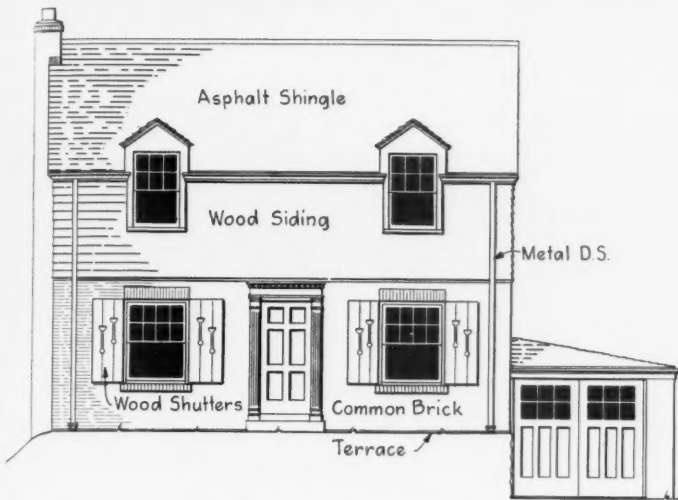 Asphalt Shingle
Wood Siding
Metal D.S.
Wood Shutters
Common Brick
Terrace